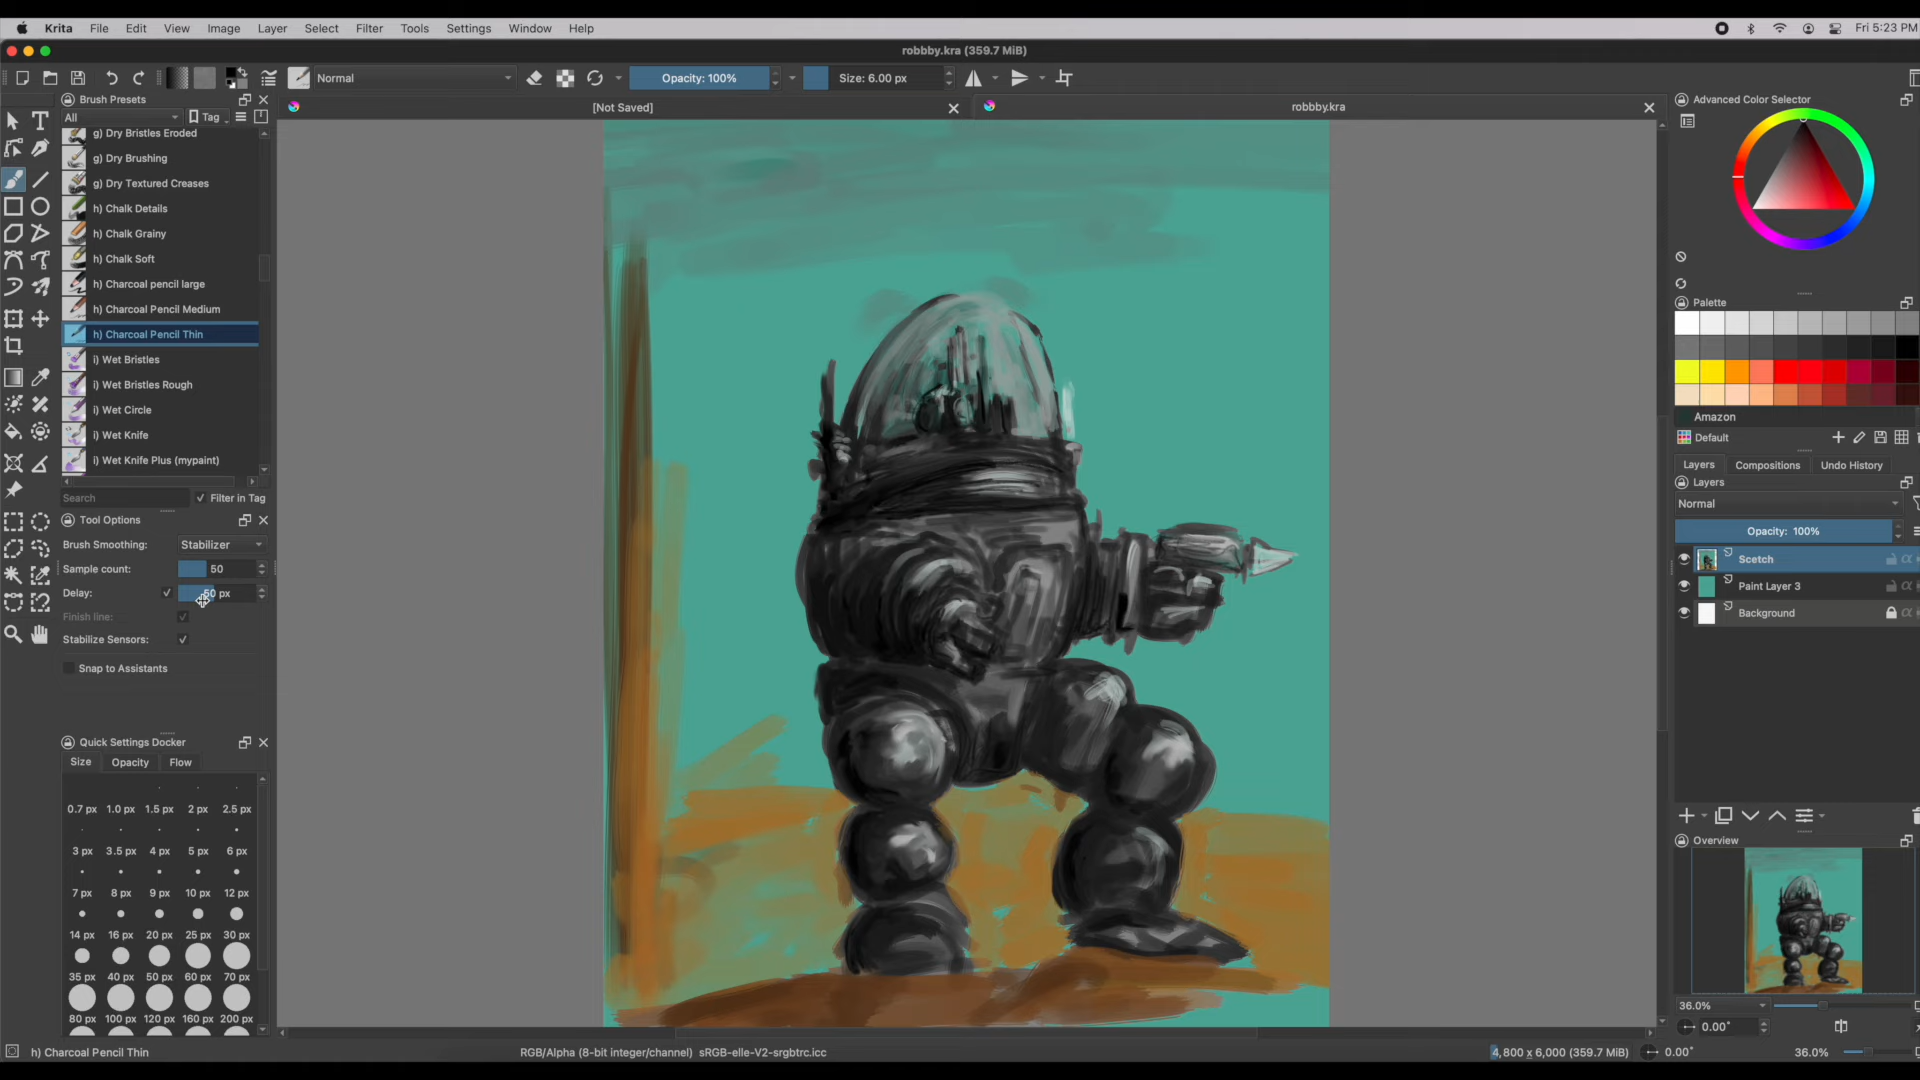 Krita File Edit View Image Layer Select Filter Tools Settings Window Help Fri 5:23 PM
robbby.kra (359.7 MiB)
Normal Opacity: 100% Size: 6.00 px
Brush Presets
[Not Saved] robbby.kra
All Tag
g) Dry Bristles Eroded
g) Dry Brushing
g) Dry Textured Creases
h) Chalk Details
h) Chalk Grainy
h) Chalk Soft
h) Charcoal pencil large
h) Charcoal Pencil Medium
h) Charcoal Pencil Thin
i) Wet Bristles
i) Wet Bristles Rough
i) Wet Circle
i) Wet Knife
i) Wet Knife Plus (mypaint)
Search Filter in Tag
Tool Options
Brush Smoothing: Stabilizer
Sample count: 50
Delay: 50 px
Finish line:
Stabilize Sensors:
Snap to Assistants
Quick Settings Docker
Size Opacity Flow
0.7 px 1.0 px 1.5 px 2 px 2.5 px
3 px 3.5 px 4 px 5 px 6 px
7 px 8 px 9 px 10 px 12 px
14 px 16 px 20 px 25 px 30 px
35 px 40 px 50 px 60 px 70 px
80 px 100 px 120 px 160 px 200 px
h) Charcoal Pencil Thin
RGB/Alpha (8-bit integer/channel) sRGB-elle-V2-srgbtrc.icc
4,800 x 6,000 (359.7 MiB) 0.00° 36.0%
Advanced Color Selector
Palette
Amazon
Default
Layers Compositions Undo History
Layers
Normal
Opacity: 100%
Scetch
Paint Layer 3
Background
Overview
36.0%
0.00°